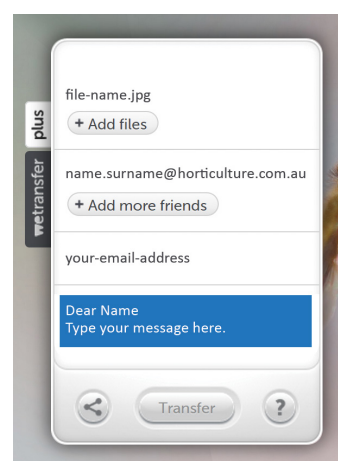 file-name.jpg
+ Add files
plus
wetransfer
name.surname@horticulture.com.au
+ Add more friends
your-email-address
Dear Name
Type your message here.
Transfer
?